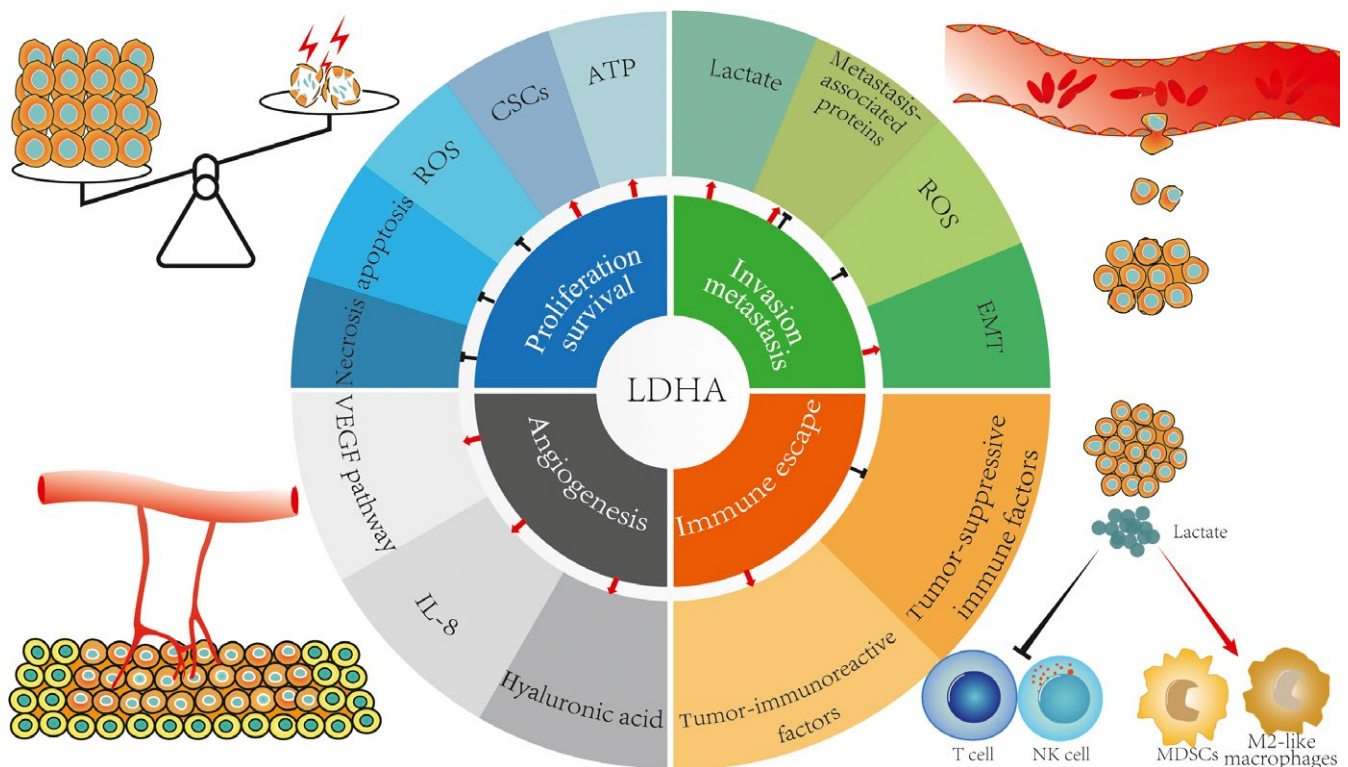 ATP
CSCs
ROS
apoptosis
Necrosis
Lactate
Metastasis-
associated
proteins
ROS
EMT
Proliferation
survival
Invasion
metastasis
LDHA
Angiogenesis
Immune escape
VEGF pathway
IL-8
Hyaluronic acid
Tumor-immunoreactive
factors
Tumor-suppressive
immune factors
Lactate
T cell
NK cell
MDSCs
M2-like
macrophages